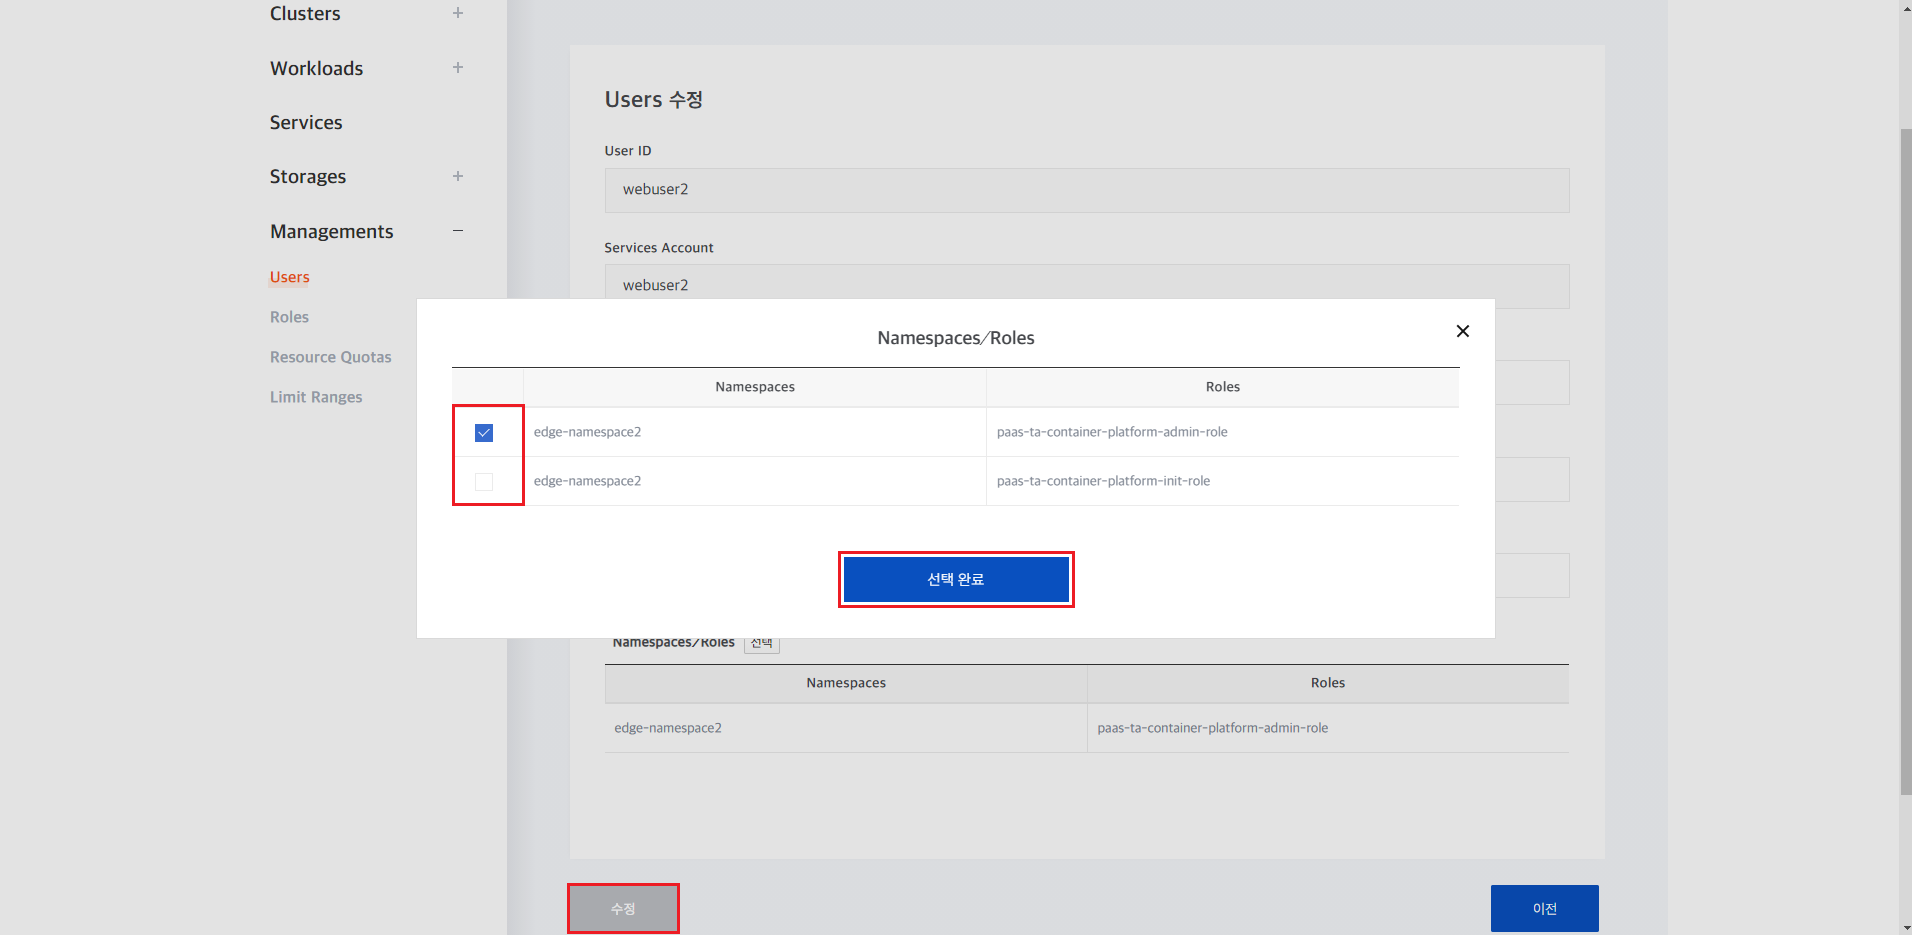 Clusters
Workloads
Services
Storages
Managements
Users
Roles
Resource Quotas
Limit Ranges
Users 수정
User ID
webuser2
Services Account
webuser2
Namespaces/Roles
Namespaces Roles
edge-namespace2 paas-ta-container-platform-admin-role
edge-namespace2 paas-ta-container-platform-init-role
선택 완료
Namespaces/Roles 선택
Namespaces Roles
edge-namespace2 paas-ta-container-platform-admin-role
수정 이전